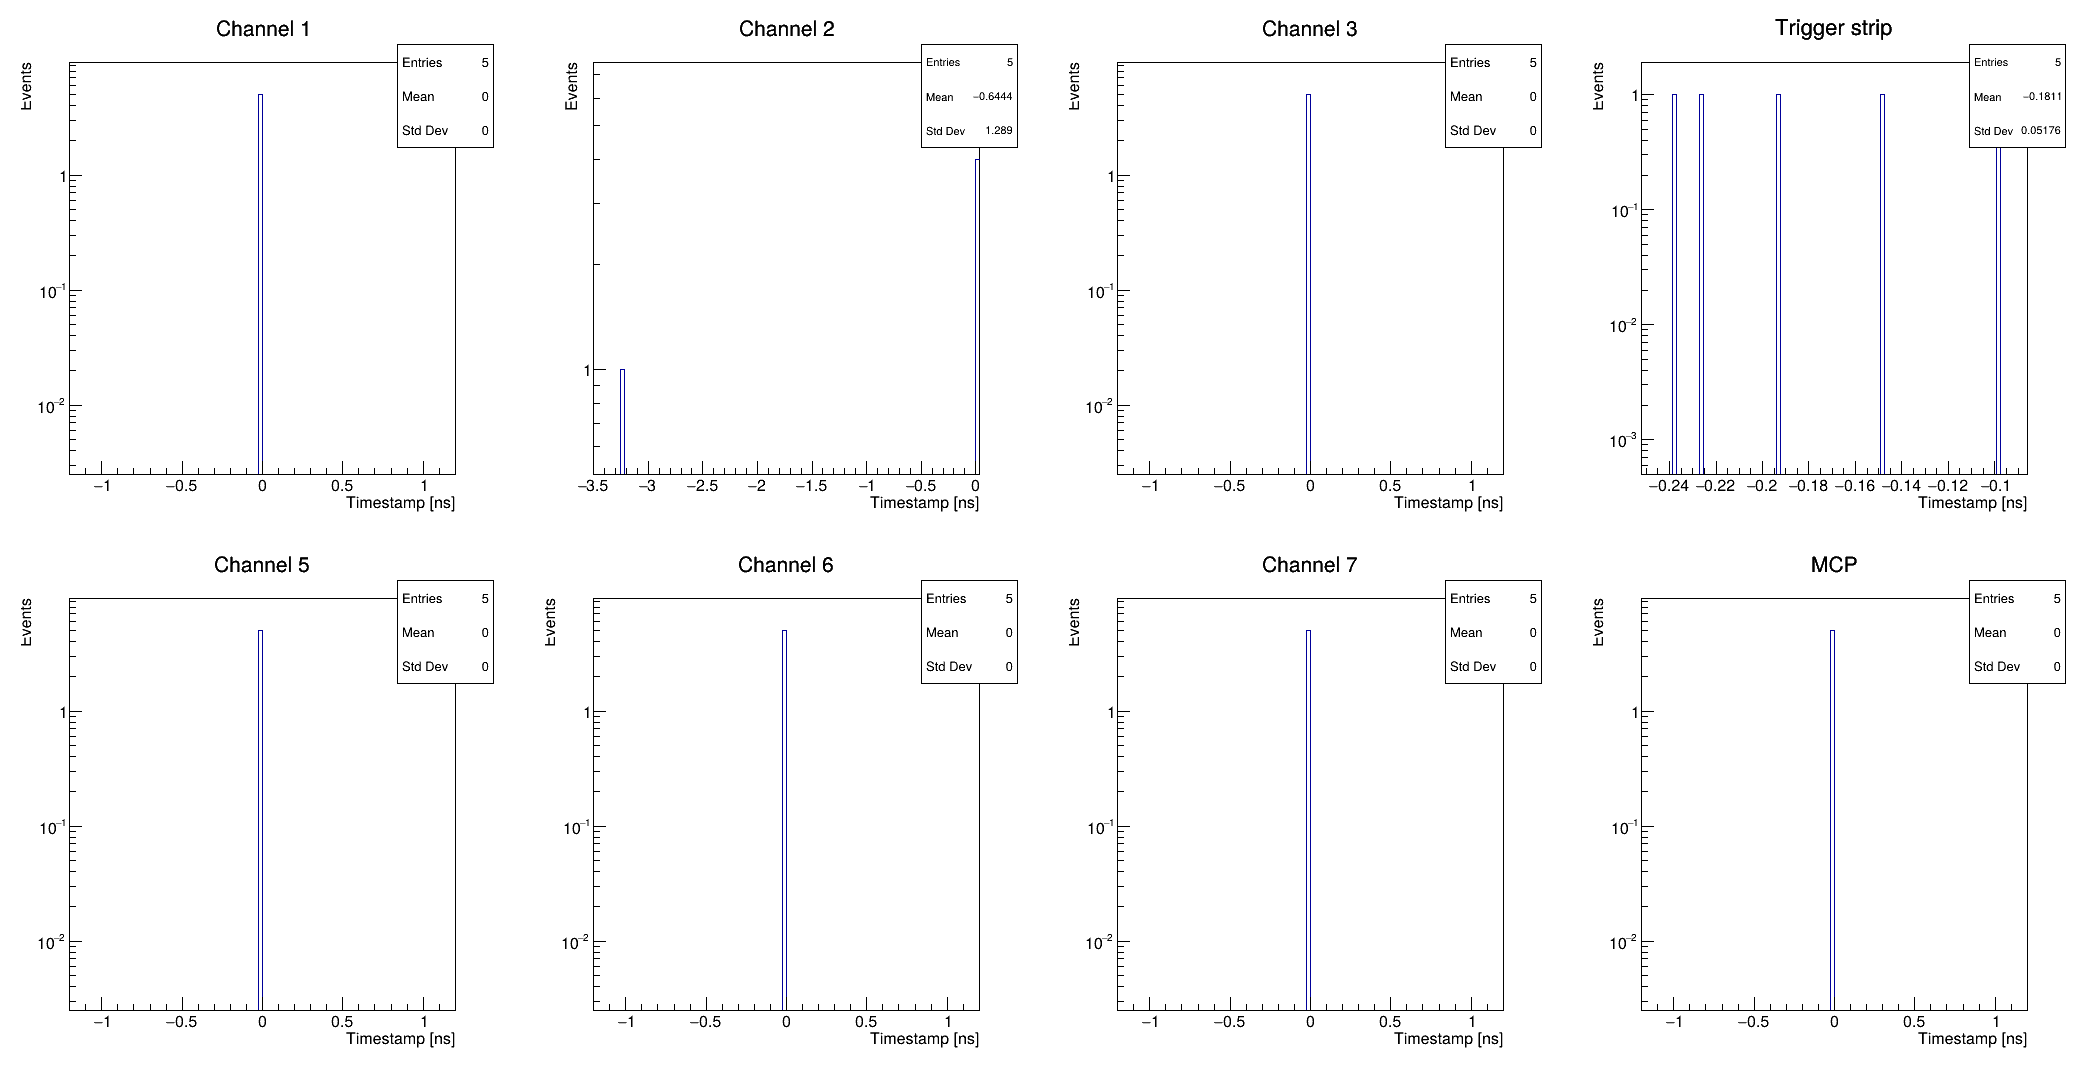 Channel 1
Events
Entries 5
Mean 0
Std Dev 0
1
10⁻¹
10⁻²
−1 −0.5 0 0.5 1
Timestamp [ns]
Channel 2
Events
Entries 5
Mean −0.6444
Std Dev 1.289
1
−3.5 −3 −2.5 −2 −1.5 −1 −0.5 0
Timestamp [ns]
Channel 3
Events
Entries 5
Mean 0
Std Dev 0
1
10⁻¹
10⁻²
−1 −0.5 0 0.5 1
Timestamp [ns]
Trigger strip
Events
Entries 5
Mean −0.1811
Std Dev 0.05176
1
10⁻¹
10⁻²
10⁻³
−0.24 −0.22 −0.2 −0.18 −0.16 −0.14 −0.12 −0.1
Timestamp [ns]
Channel 5
Events
Entries 5
Mean 0
Std Dev 0
1
10⁻¹
10⁻²
−1 −0.5 0 0.5 1
Timestamp [ns]
Channel 6
Events
Entries 5
Mean 0
Std Dev 0
1
10⁻¹
10⁻²
−1 −0.5 0 0.5 1
Timestamp [ns]
Channel 7
Events
Entries 5
Mean 0
Std Dev 0
1
10⁻¹
10⁻²
−1 −0.5 0 0.5 1
Timestamp [ns]
MCP
Events
Entries 5
Mean 0
Std Dev 0
1
10⁻¹
10⁻²
−1 −0.5 0 0.5 1
Timestamp [ns]